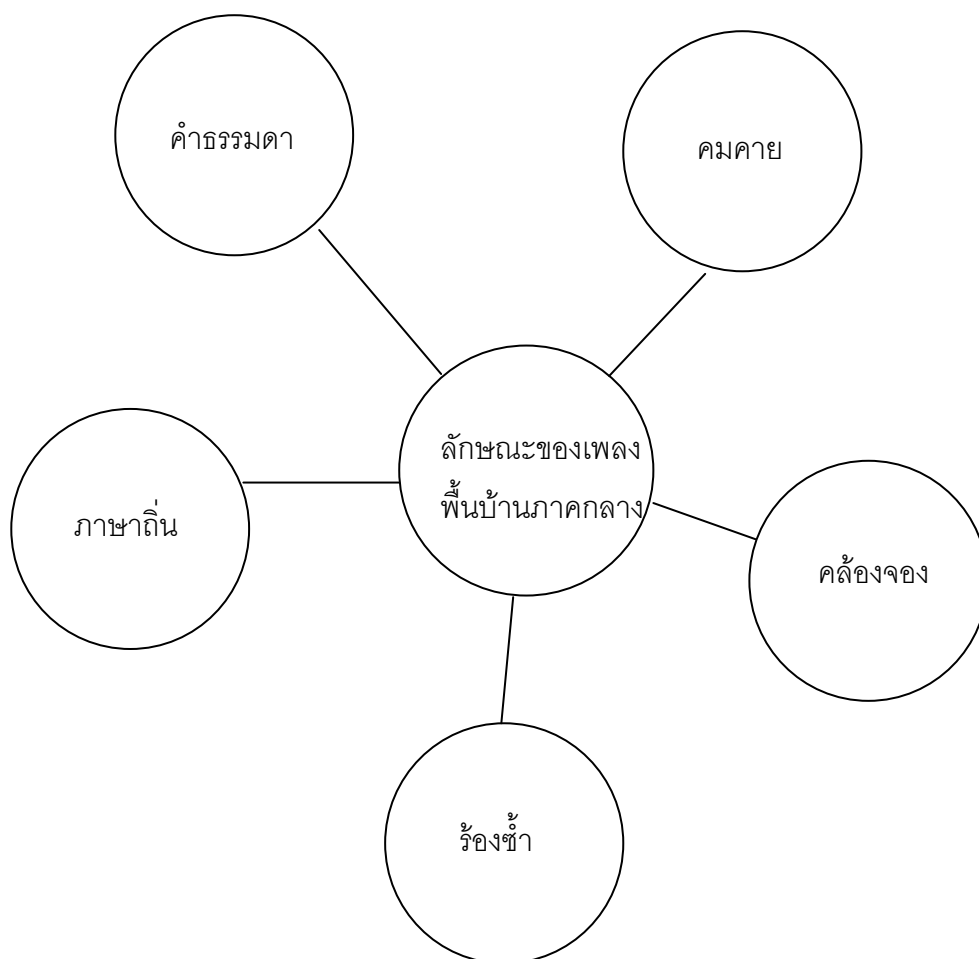 คำธรรมดา
คมคาย
ลักษณะของเพลง
พื้นบ้านภาคกลาง
ภาษาถิ่น
คล้องจอง
ร้องซ้ำ